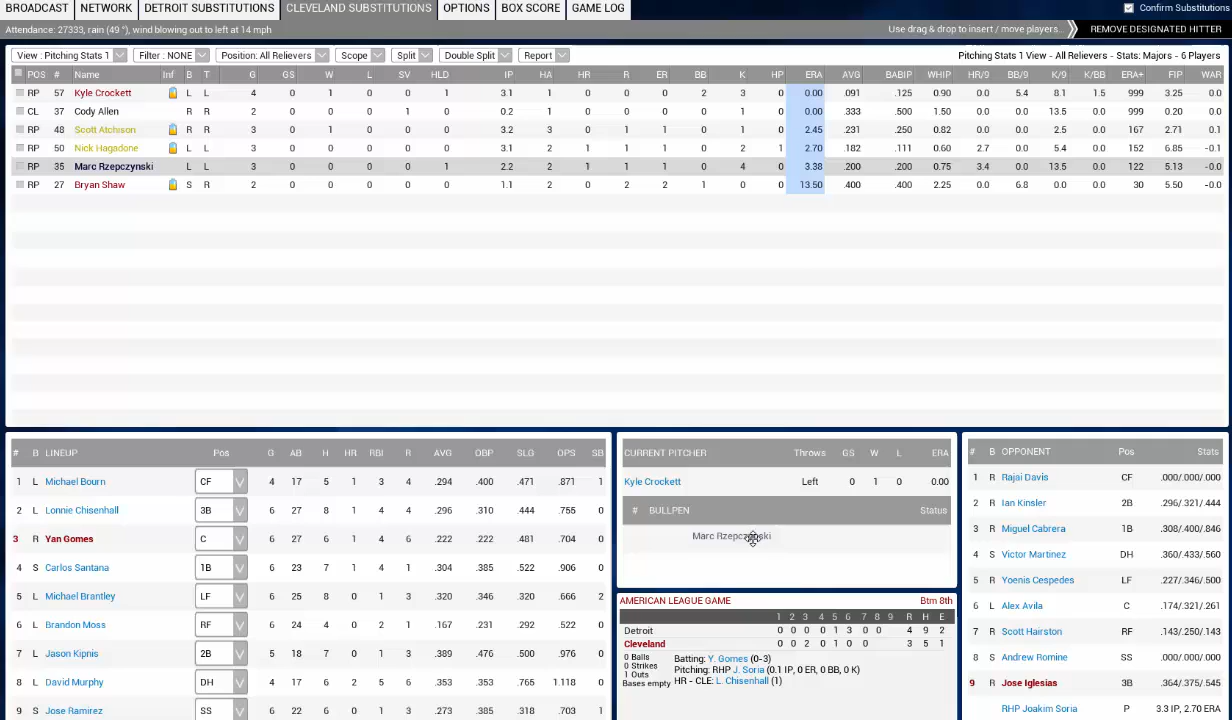 BROADCAST NETWORK DETROIT SUBSTITUTIONS CLEVELAND SUBSTITUTIONS OPTIONS BOX SCORE GAME LOG Confirm Substitutions
Attendance: 27333, rain (49 °), wind blowing out to left at 14 mph Use drag & drop to insert / move players... REMOVE DESIGNATED HITTER
View : Pitching Stats 1 Filter : NONE Position: All Relievers Scope Split Double Split Report Pitching Stats 1 View - All Relievers - Stats: Majors - 6 Players
POS # Name Inf B T G GS W L SV HLD IP HA HR R ER BB K HP ERA AVG BABIP WHIP HR/9 BB/9 K/9 K/BB ERA+ FIP WAR
RP 57 Kyle Crockett L L 4 0 1 0 0 1 3.1 1 0 0 0 2 3 0 0.00 .091 .125 0.90 0.0 5.4 8.1 1.5 999 3.25 0.0
CL 37 Cody Allen R R 2 0 0 0 1 0 0.2 1 0 0 0 0 1 0 0.00 .333 .500 1.50 0.0 0.0 13.5 0.0 999 0.20 0.0
RP 48 Scott Atchison R R 3 0 1 0 0 0 3.2 3 0 1 1 0 1 0 2.45 .231 .250 0.82 0.0 0.0 2.5 0.0 167 2.71 0.1
RP 50 Nick Hagadone L L 3 0 0 0 0 0 3.1 2 1 1 1 0 2 1 2.70 .182 .111 0.60 2.7 0.0 5.4 0.0 152 6.85 -0.1
RP 35 Marc Rzepczynski L L 3 0 0 0 0 1 2.2 2 1 1 1 0 4 0 3.38 .200 .200 0.75 3.4 0.0 13.5 0.0 122 5.13 -0.0
RP 27 Bryan Shaw S R 2 0 0 0 0 0 1.1 2 0 2 2 1 0 0 13.50 .400 .400 2.25 0.0 6.8 0.0 0.0 30 5.50 -0.0
# B LINEUP Pos G AB H HR RBI R AVG OBP SLG OPS SB
1 L Michael Bourn CF 4 17 5 1 3 4 .294 .400 .471 .871 1
2 L Lonnie Chisenhall 3B 6 27 8 1 4 4 .296 .310 .444 .755 0
3 R Yan Gomes C 6 27 6 1 4 6 .222 .222 .481 .704 0
4 S Carlos Santana 1B 6 23 7 1 4 1 .304 .385 .522 .906 0
5 L Michael Brantley LF 6 25 8 0 1 3 .320 .346 .320 .666 2
6 L Brandon Moss RF 6 24 4 0 2 1 .167 .231 .292 .522 0
7 L Jason Kipnis 2B 5 18 7 0 1 3 .389 .476 .500 .976 0
8 L David Murphy DH 4 17 6 2 5 6 .353 .353 .765 1.118 0
9 S Jose Ramirez SS 6 22 6 0 1 3 .273 .385 .318 .703 1
CURRENT PITCHER Throws GS W L ERA
Kyle Crockett Left 0 1 0 0.00
# BULLPEN Status
Marc Rzepczynski
AMERICAN LEAGUE GAME Btm 8th
1 2 3 4 5 6 7 8 9 R H E
Detroit 0 0 0 0 1 3 0 0 4 9 2
Cleveland 0 0 2 0 1 0 0 3 5 1
0 Balls
0 Strikes
1 Outs
Bases empty
Batting: Y. Gomes (0-3)
Pitching: RHP J. Soria (0.1 IP, 0 ER, 0 BB, 0 K)
HR - CLE: L. Chisenhall (1)
# B OPPONENT Pos Stats
1 R Rajai Davis CF .000/.000/.000
2 R Ian Kinsler 2B .296/.321/.444
3 R Miguel Cabrera 1B .308/.400/.846
4 S Victor Martinez DH .360/.433/.560
5 R Yoenis Cespedes LF .227/.346/.500
6 L Alex Avila C .174/.321/.261
7 R Scott Hairston RF .143/.250/.143
8 S Andrew Romine SS .000/.000/.000
9 R Jose Iglesias 3B .364/.375/.545
RHP Joakim Soria P 3.3 IP, 2.70 ERA